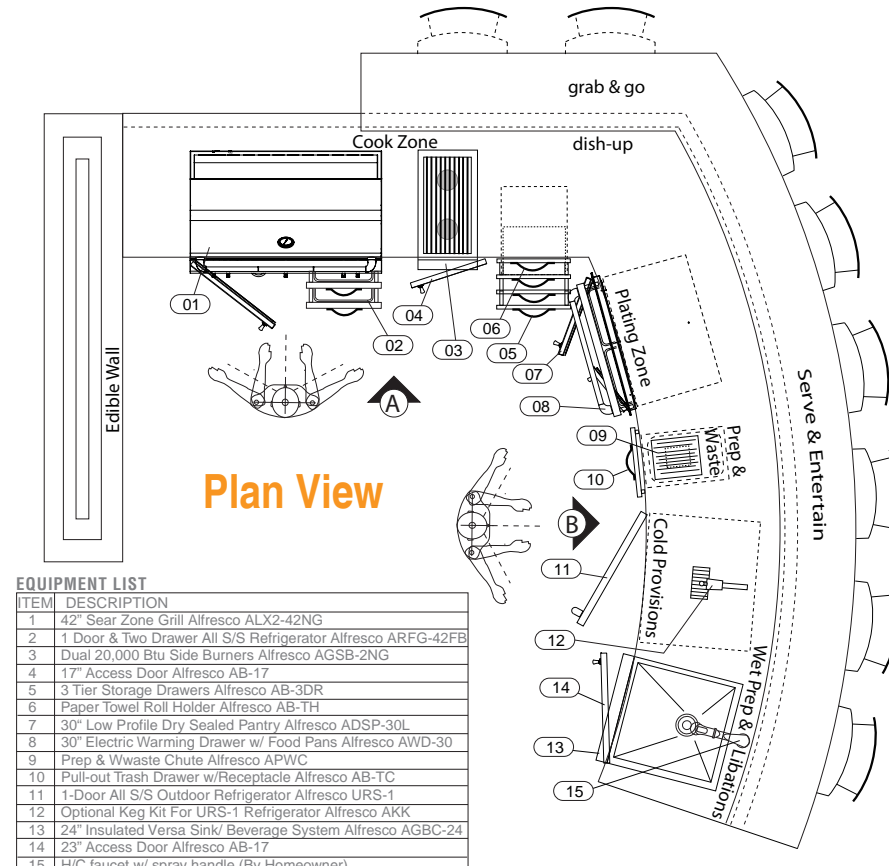 grab & go
Cook Zone
dish-up
01
02
03
04
05
06
07
08
09
10
11
12
13
14
15
Plating Zone
Prep &
Waste
Cold Provisions
Wet Prep &
Libations
Serve & Entertain
Edible Wall
A
B
Plan View
EQUIPMENT LIST
ITEM DESCRIPTION
1 42" Sear Zone Grill Alfresco ALX2-42NG
2 1 Door & Two Drawer All S/S Refrigerator Alfresco ARFG-42FB
3 Dual 20,000 Btu Side Burners Alfresco AGSB-2NG
4 17" Access Door Alfresco AB-17
5 3 Tier Storage Drawers Alfresco AB-3DR
6 Paper Towel Roll Holder Alfresco AB-TH
7 30" Low Profile Dry Sealed Pantry Alfresco ADSP-30L
8 30" Electric Warming Drawer w/ Food Pans Alfresco AWD-30
9 Prep & Wwaste Chute Alfresco APWC
10 Pull-out Trash Drawer w/Receptacle Alfresco AB-TC
11 1-Door All S/S Outdoor Refrigerator Alfresco URS-1
12 Optional Keg Kit For URS-1 Refrigerator Alfresco AKK
13 24" Insulated Versa Sink/ Beverage System Alfresco AGBC-24
14 23" Access Door Alfresco AB-17
15 H/C faucet w/ spray handle (By Homeowner)